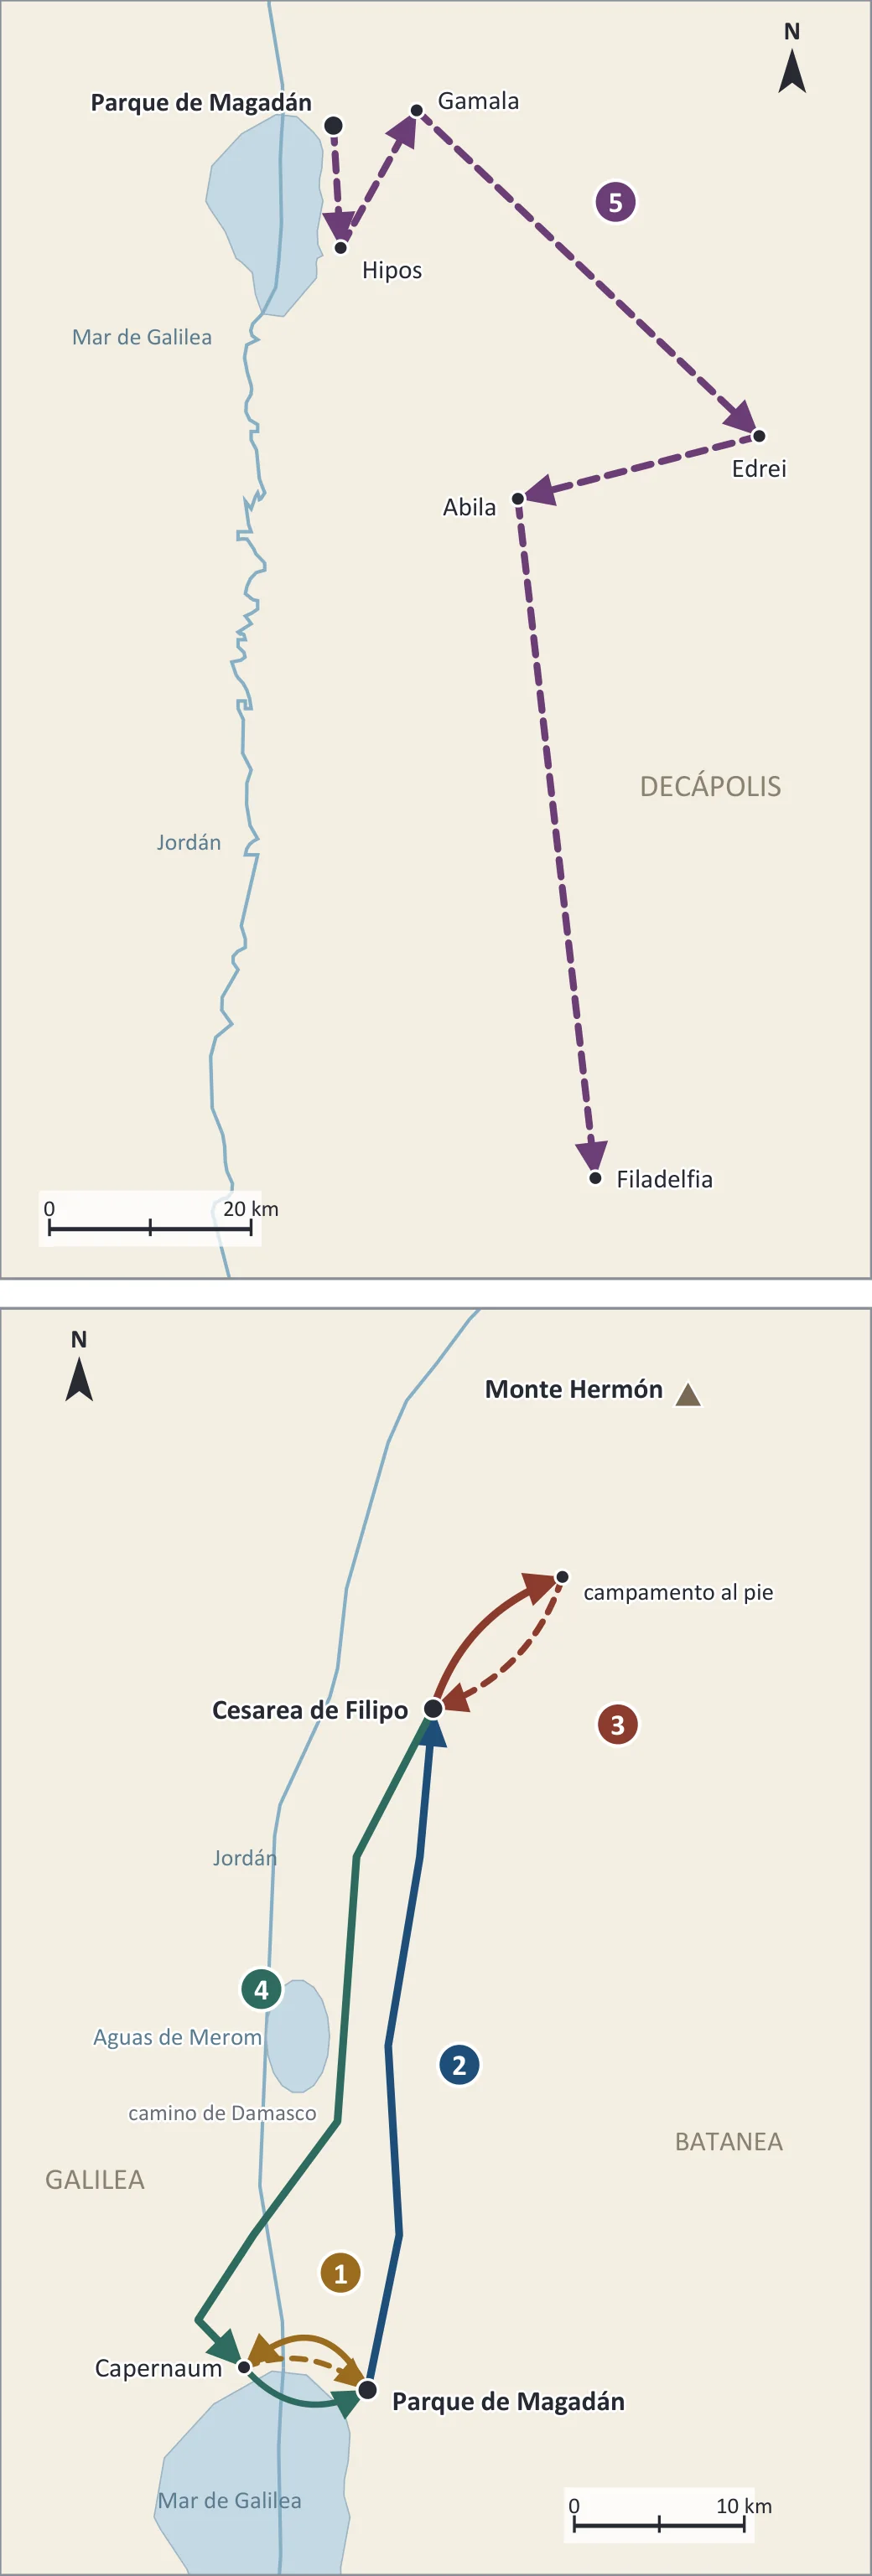 N
Parque de Magadán
Gamala
5
Hipos
Mar de Galilea
Edrei
Abila
DECÁPOLIS
Jordán
Filadelfia
0 20 km
N
Monte Hermón
campamento al pie
Cesarea de Filipo
3
Jordán
4
Aguas de Merom
2
camino de Damasco
BATANEA
GALILEA
1
Capernaum
Parque de Magadán
Mar de Galilea
0 10 km